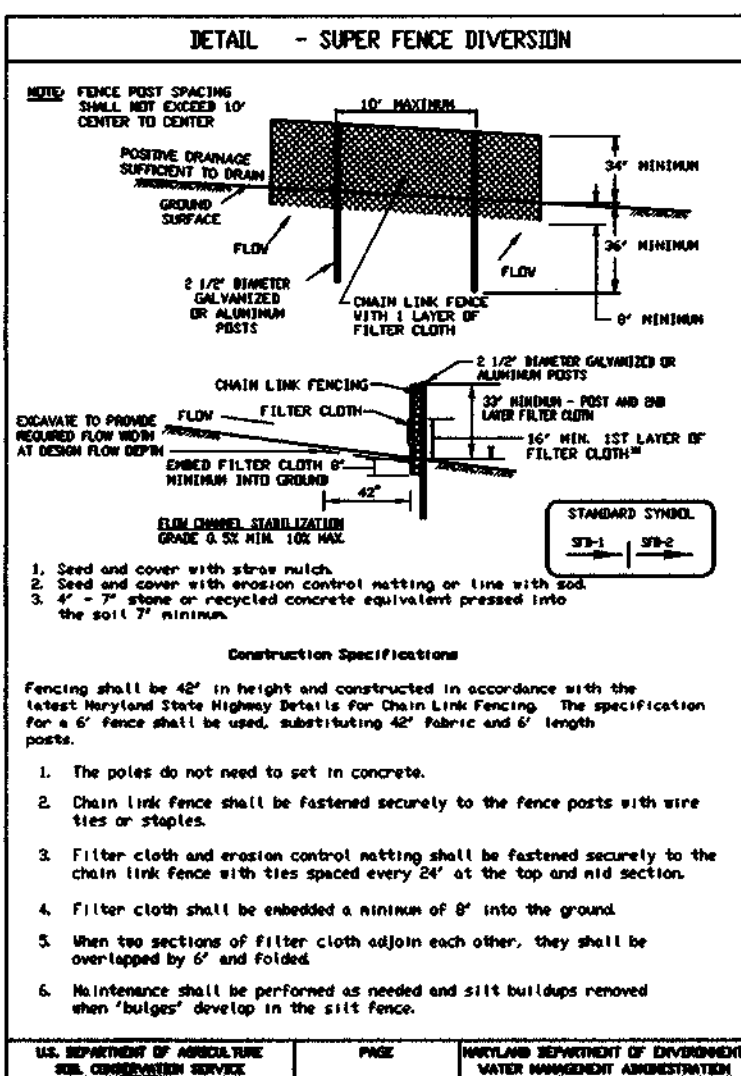 DETAIL - SUPER FENCE DIVERSION
NOTE: FENCE POST SPACING
SHALL NOT EXCEED 10'
CENTER TO CENTER
10' MAXIMUM
POSITIVE DRAINAGE
SUFFICIENT TO DRAIN
34" MINIMUM
GROUND
SURFACE
36" MINIMUM
FLOW
FLOW
2 1/2" DIAMETER
GALVANIZED
OR ALUMINUM
POSTS
CHAIN LINK FENCE
WITH 1 LAYER OF
FILTER CLOTH
8" MINIMUM
2 1/2" DIAMETER GALVANIZED OR
ALUMINUM POSTS
CHAIN LINK FENCING
33" MINIMUM - POST AND 2ND
LAYER FILTER CLOTH
FILTER CLOTH
FLOW
EXCAVATE TO PROVIDE
REQUIRED FLOW WIDTH
AT DESIGN FLOW DEPTH
16" MIN. 1ST LAYER OF
FILTER CLOTH**
EMBED FILTER CLOTH 8"
MINIMUM INTO GROUND
42"
FLOW CHANNEL STABILIZATION
GRADE 0.5% MIN. 10% MAX.
STANDARD SYMBOL
SFD-1 SFD-2
1. Seed and cover with straw mulch.
2. Seed and cover with erosion control matting or line with sod.
3. 4" - 7" stone or recycled concrete equivalent pressed into
the soil 7" minimum.
Construction Specifications
Fencing shall be 42" in height and constructed in accordance with the
latest Maryland State Highway Details for Chain Link Fencing. The specification
for a 6' fence shall be used, substituting 42" fabric and 6' length
posts.
1. The poles do not need to set in concrete.
2. Chain link fence shall be fastened securely to the fence posts with wire
ties or staples.
3. Filter cloth and erosion control matting shall be fastened securely to the
chain link fence with ties spaced every 24" at the top and mid section.
4. Filter cloth shall be embedded a minimum of 8" into the ground.
5. When two sections of filter cloth adjoin each other, they shall be
overlapped by 6" and folded.
6. Maintenance shall be performed as needed and silt buildups removed
when "bulges" develop in the silt fence.
U.S. DEPARTMENT OF AGRICULTURE
SOIL CONSERVATION SERVICE
PAGE
MARYLAND DEPARTMENT OF ENVIRONMENT
WATER MANAGEMENT ADMINISTRATION